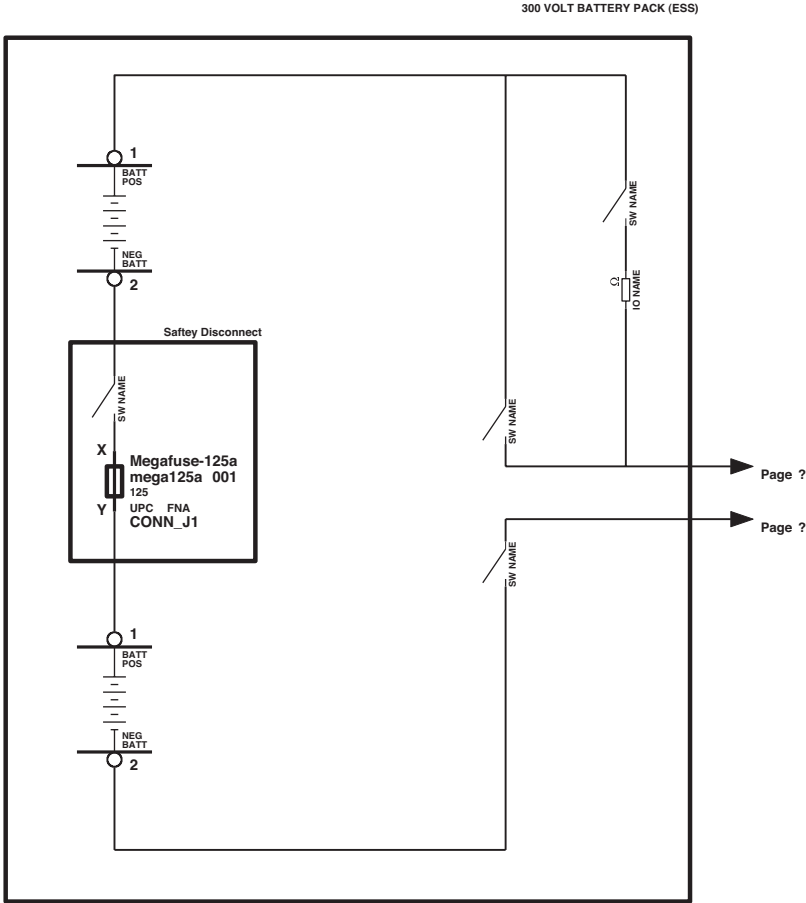 300 VOLT BATTERY PACK (ESS)
1
BATT
POS
NEG
BATT
2
SW NAME
Ω
IO NAME
Saftey Disconnect
SW NAME
X
Megafuse-125a
mega125a 001
125
Y
UPC FNA
CONN_J1
SW NAME
Page ?
Page ?
SW NAME
1
BATT
POS
NEG
BATT
2